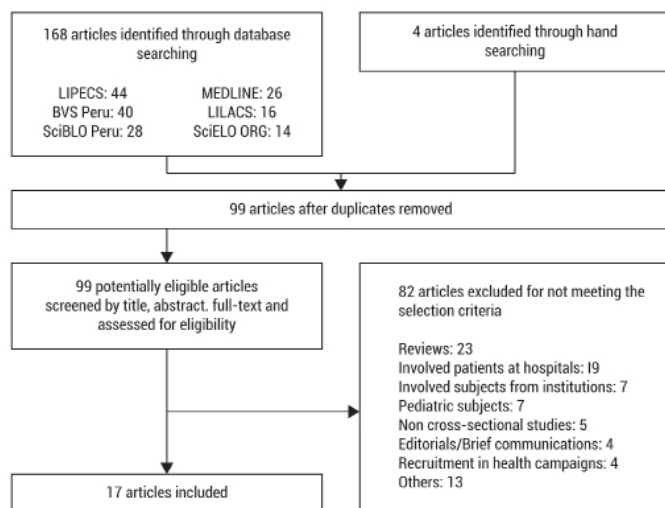 168 articles identified through database
searching
LIPECS: 44
BVS Peru: 40
SciBLO Peru: 28
MEDLINE: 26
LILACS: 16
SciELO ORG: 14
4 articles identified through hand
searching
99 articles after duplicates removed
99 potentially eligible articles
screened by title, abstract. full-text and
assessed for eligibility
82 articles excluded for not meeting the
selection criteria
Reviews: 23
Involved patients at hospitals: I9
Involved subjects from institutions: 7
Pediatric subjects: 7
Non cross-sectional studies: 5
Editorials/Brief communications: 4
Recruitment in health campaigns: 4
Others: 13
17 articles included